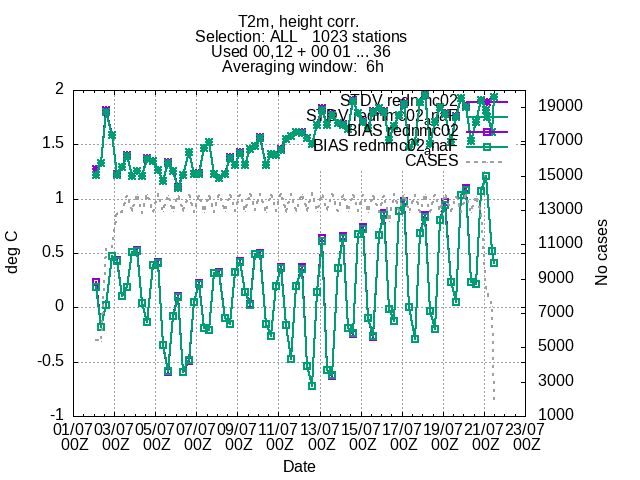 T2m, height corr.
Selection: ALL   1023 stations
Used 00,12 + 00 01 ... 36
Averaging window:  6h
STDV rednmc02
BIAS rednmc02
CASES
2
1.5
1
0.5
0
-0.5
-1
19000
17000
15000
13000
11000
9000
7000
5000
3000
1000
deg C
No cases
01/07 03/07 05/07 07/07 09/07 11/07 13/07 15/07 17/07 19/07 21/07 23/07
00Z 00Z 00Z 00Z 00Z 00Z 00Z 00Z 00Z 00Z 00Z 00Z
Date